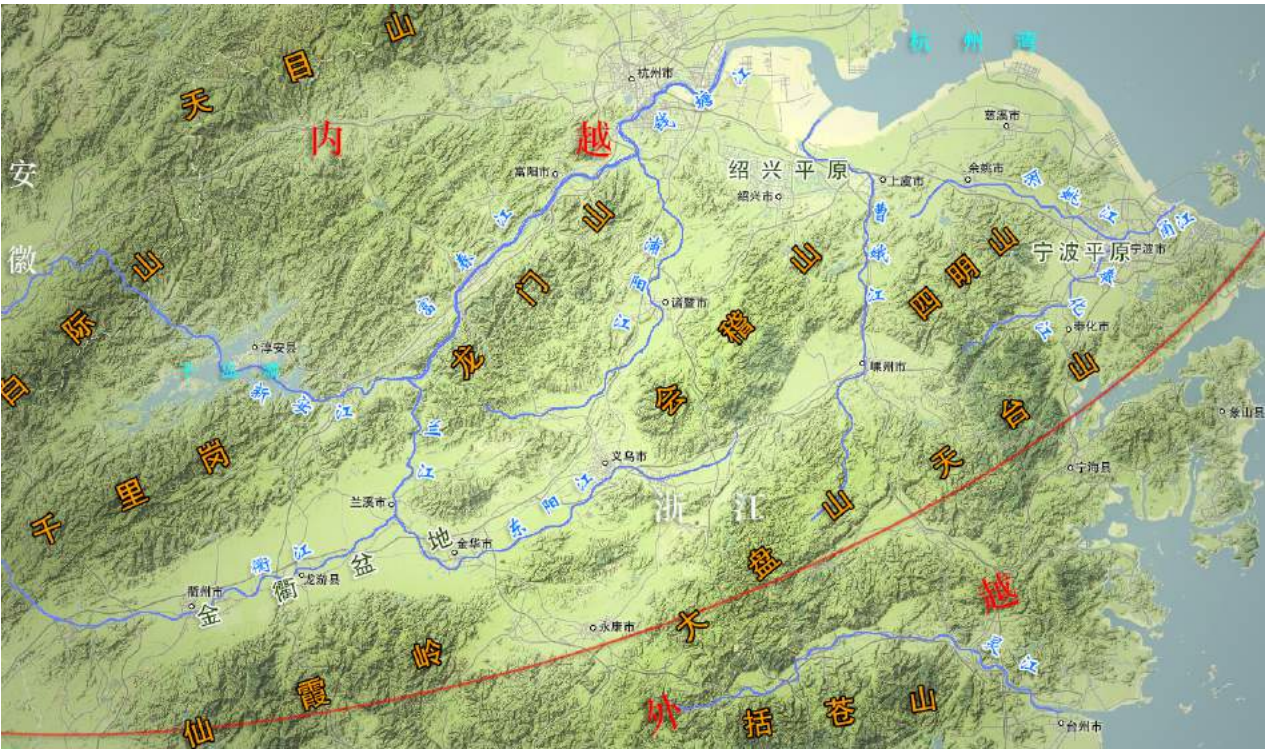 天目山
内越
杭州湾
杭州市
钱塘江
慈溪市
绍兴平原
紹兴市
上虞市
余姚市
余姚江
甬江
宁波市
宁波平原
奉化江
奉化市
四明山
曹娥江
嵊州市
富阳市
富春江
龙门山
浦阳江
诸暨市
会稽山
安徽
白际山
淳安县
千岛湖
新安江
千里岗
兰江
兰溪市
义乌市
东阳江
浙江
天台山
宁海县
象山县
衢江
衢州市
龙游县
金衢盆地
金华市
永康市
大盘山
仙霞岭
外越
灵江
台州市
括苍山